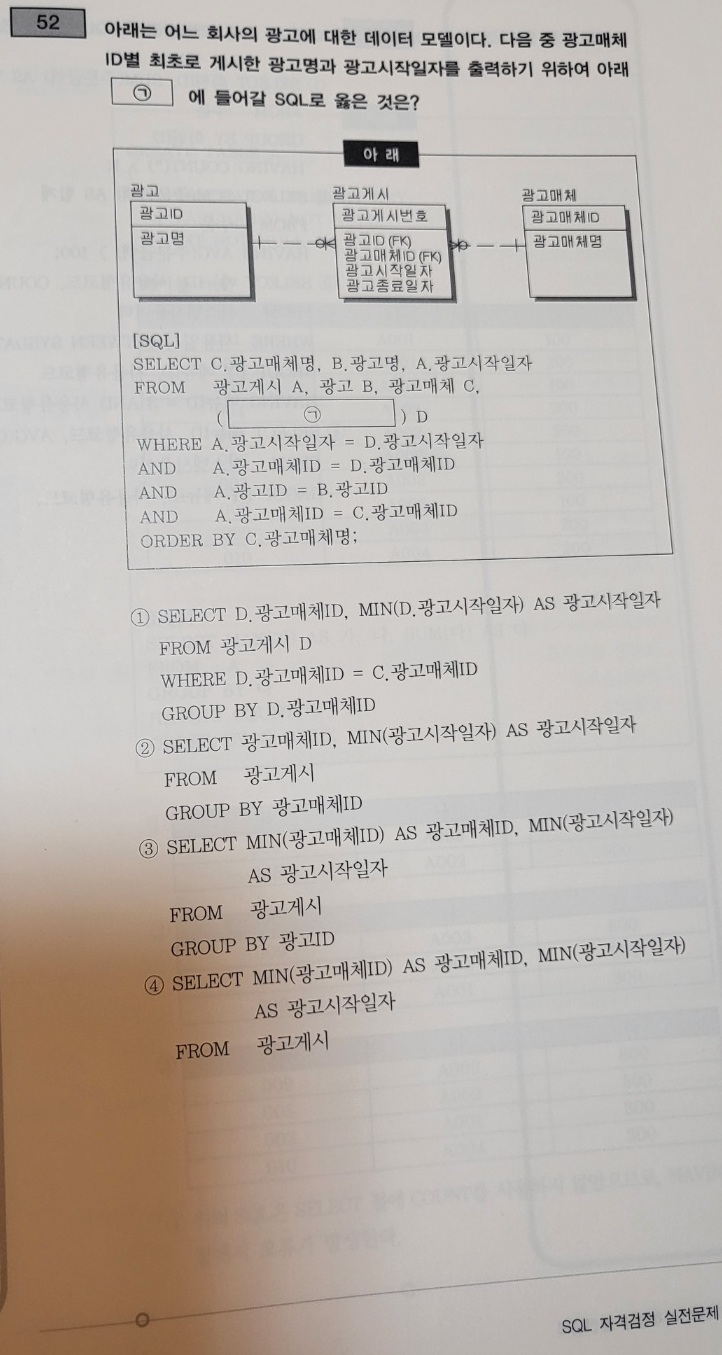 52
아래는 어느 회사의 광고에 대한 데이터 모델이다. 다음 중 광고매체
ID별 최초로 게시한 광고명과 광고시작일자를 출력하기 위하여 아래
㉠ 에 들어갈 SQL로 옳은 것은?
아 래
광고
광고ID
광고명
광고게시
광고게시번호
광고ID (FK)
광고매체ID (FK)
광고시작일자
광고종료일자
광고매체
광고매체ID
광고매체명
[SQL]
SELECT C.광고매체명, B.광고명, A.광고시작일자
FROM 광고게시 A, 광고 B, 광고매체 C,
( ㉠ ) D
WHERE A.광고시작일자 = D.광고시작일자
AND A.광고매체ID = D.광고매체ID
AND A.광고ID = B.광고ID
AND A.광고매체ID = C.광고매체ID
ORDER BY C.광고매체명;
① SELECT D.광고매체ID, MIN(D.광고시작일자) AS 광고시작일자
FROM 광고게시 D
WHERE D.광고매체ID = C.광고매체ID
GROUP BY D.광고매체ID
② SELECT 광고매체ID, MIN(광고시작일자) AS 광고시작일자
FROM 광고게시
GROUP BY 광고매체ID
③ SELECT MIN(광고매체ID) AS 광고매체ID, MIN(광고시작일자)
AS 광고시작일자
FROM 광고게시
GROUP BY 광고ID
④ SELECT MIN(광고매체ID) AS 광고매체ID, MIN(광고시작일자)
AS 광고시작일자
FROM 광고게시
SQL 자격검정 실전문제